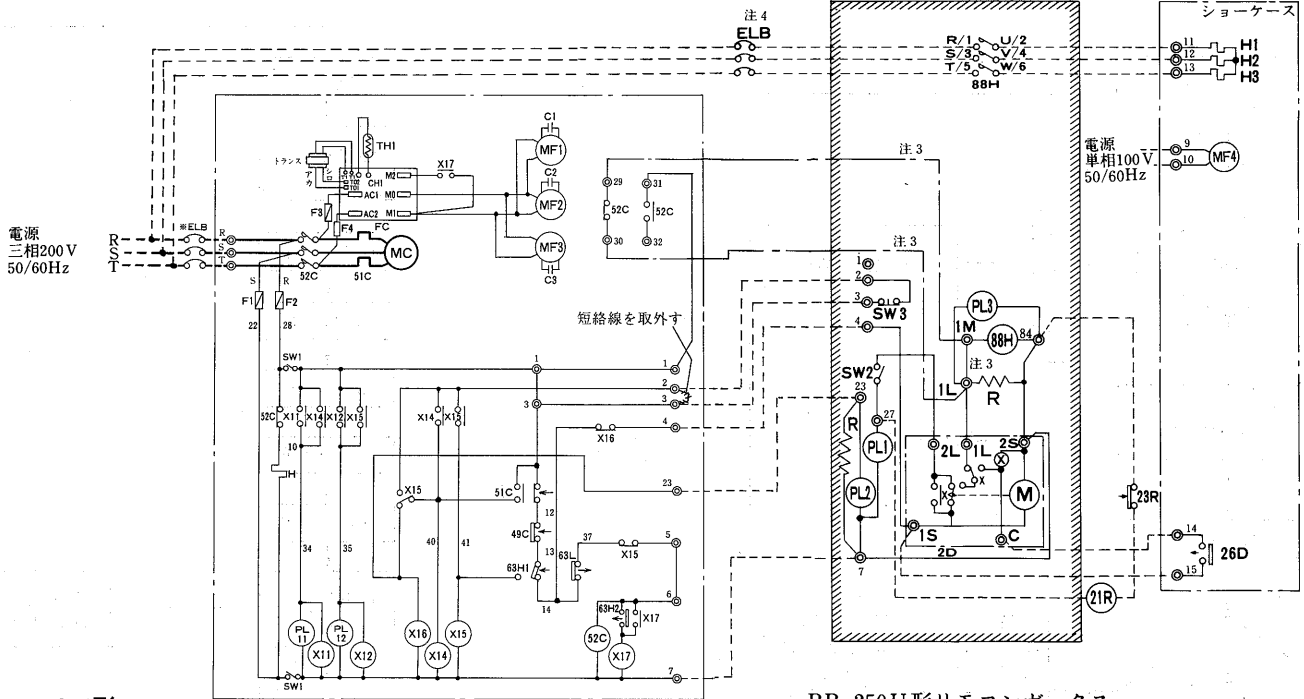 注4
ELB
R/1 U/2
S/3 V/4
T/5 W/6
88H
ショーケース
11 H1
12 H2
13 H3
電源
単相100V
50/60Hz
9
10
MF4
C1
MF1
C2
MF2
MF3
C3
TH1
トランス
シロ
アカ
CH1
M2
X17
AC1 M0
AC2 M1
F3
F4
FC
電源
三相200V
50/60Hz
※ELB
R R
S S
T T
52C
51C
MC
S R
F1 F2
22 28
29 31
52C 52C
30 32
注3
注3
短絡線を取外す
SW1
52C X11 X14 X12 X15
10
H
34
35
PL11
X11
PL12
X12
SW1
X14 X15
X15
40
41
X16
X14
X15
1
3
51C
12
49C
13
63H1
14
63L
37
X15
X16
63H2
X17
52C
X17
1
2
3
4
23
5
6
7
1
2
3
SW3
4
SW2
23
27
R
PL1
PL2
7
PL3
1M
88H
84
注3
1L
R
2L 1L 2S
X
X
X
M
1S
C
2D
23R
21R
14
26D
15